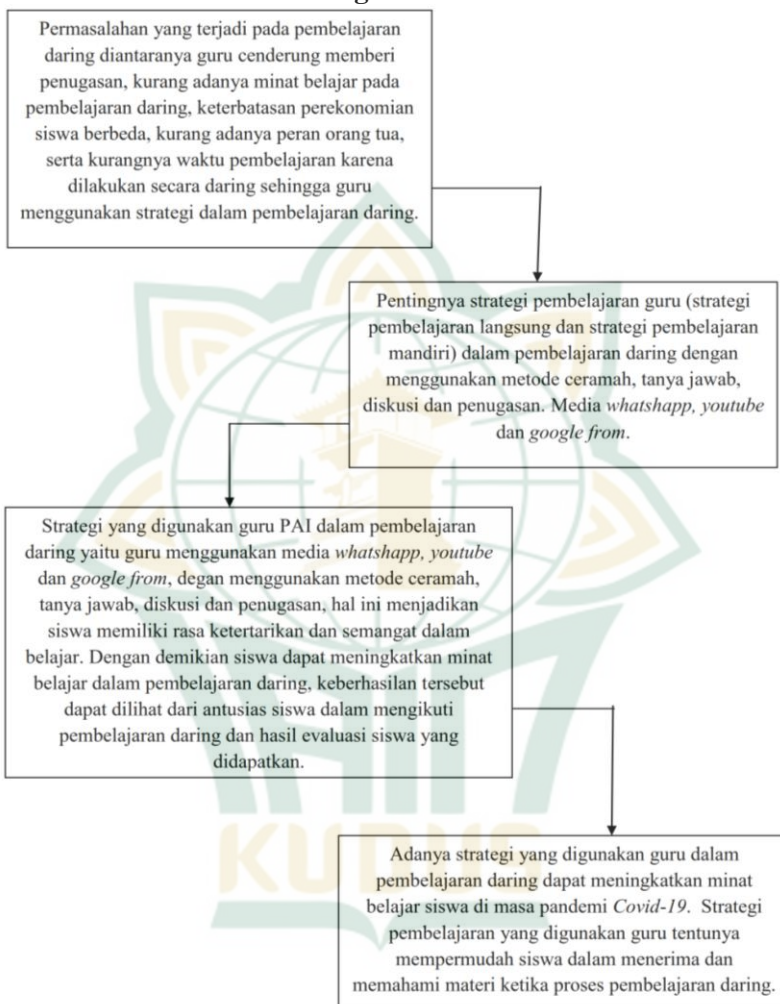 Permasalahan yang terjadi pada pembelajaran
daring diantaranya guru cenderung memberi
penugasan, kurang adanya minat belajar pada
pembelajaran daring, keterbatasan perekonomian
siswa berbeda, kurang adanya peran orang tua,
serta kurangnya waktu pembelajaran karena
dilakukan secara daring sehingga guru
menggunakan strategi dalam pembelajaran daring.
Pentingnya strategi pembelajaran guru (strategi
pembelajaran langsung dan strategi pembelajaran
mandiri) dalam pembelajaran daring dengan
menggunakan metode ceramah, tanya jawab,
diskusi dan penugasan. Media whatshapp, youtube
dan google from.
Strategi yang digunakan guru PAI dalam pembelajaran
daring yaitu guru menggunakan media whatshapp, youtube
dan google from, degan menggunakan metode ceramah,
tanya jawab, diskusi dan penugasan, hal ini menjadikan
siswa memiliki rasa ketertarikan dan semangat dalam
belajar. Dengan demikian siswa dapat meningkatkan minat
belajar dalam pembelajaran daring, keberhasilan tersebut
dapat dilihat dari antusias siswa dalam mengikuti
pembelajaran daring dan hasil evaluasi siswa yang
didapatkan.
Adanya strategi yang digunakan guru dalam
pembelajaran daring dapat meningkatkan minat
belajar siswa di masa pandemi Covid-19. Strategi
pembelajaran yang digunakan guru tentunya
mempermudah siswa dalam menerima dan
memahami materi ketika proses pembelajaran daring.
KUDUS